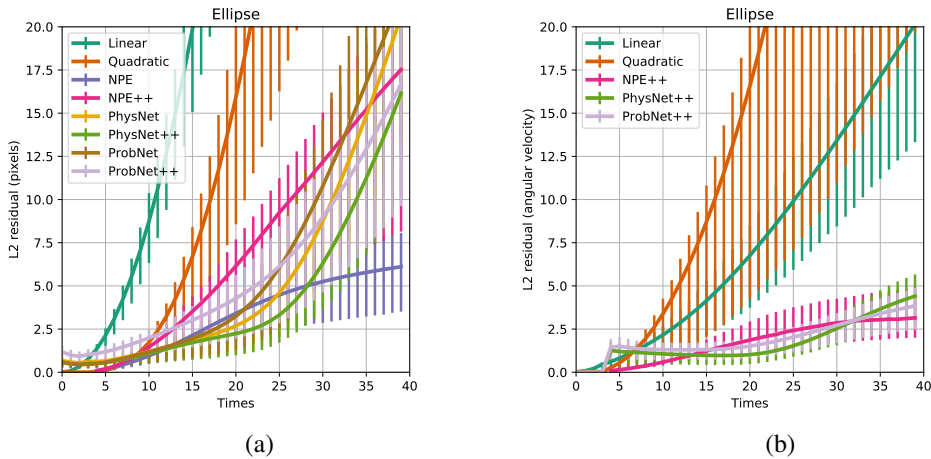 Ellipse
20.0
17.5
15.0
12.5
10.0
7.5
5.0
2.5
0.0
L2 residual (pixels)
Linear
Quadratic
NPE
NPE++
PhysNet
PhysNet++
ProbNet
ProbNet++
0 5 10 15 20 25 30 35 40
Times
(a)
Ellipse
20.0
17.5
15.0
12.5
10.0
7.5
5.0
2.5
0.0
L2 residual (angular velocity)
Linear
Quadratic
NPE++
PhysNet++
ProbNet++
0 5 10 15 20 25 30 35 40
Times
(b)